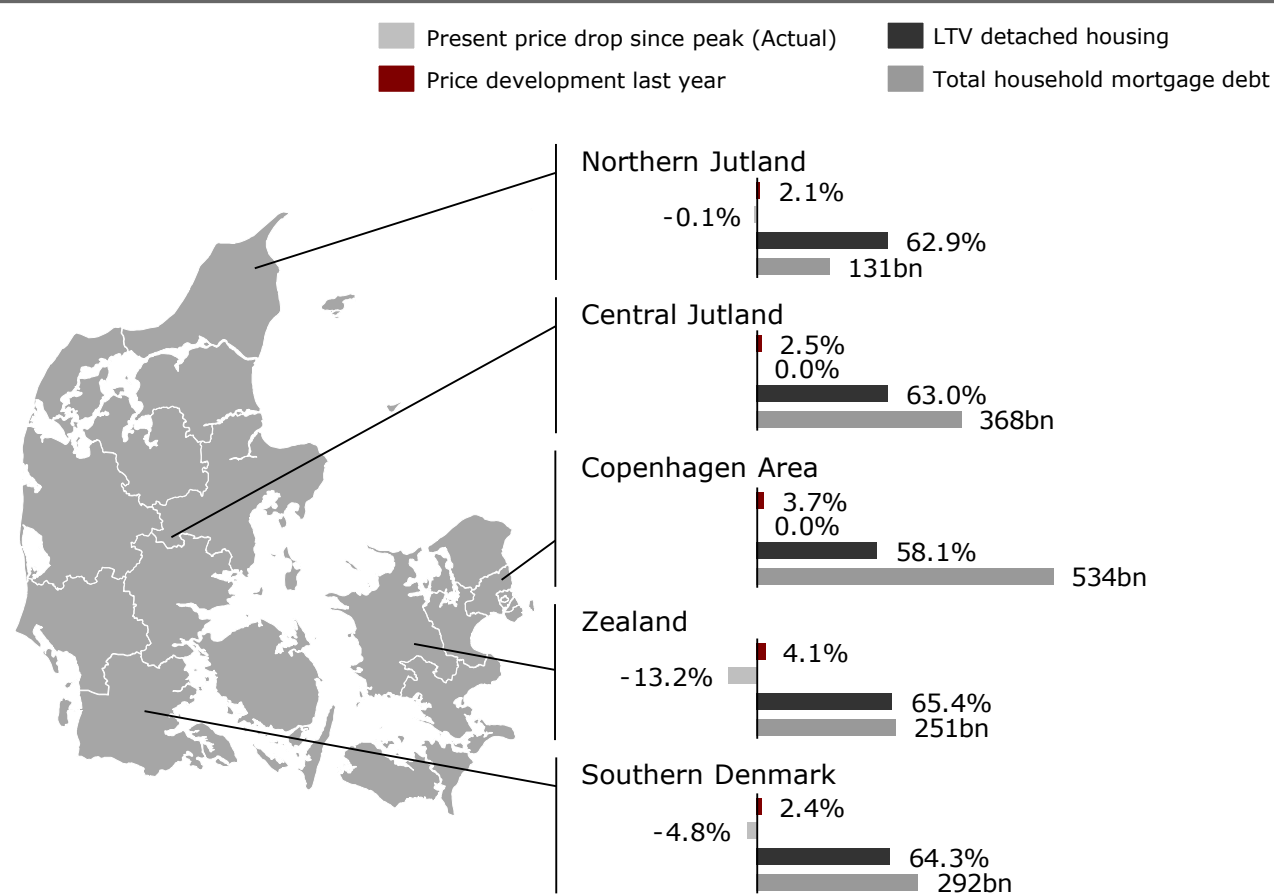 Present price drop since peak (Actual)
LTV detached housing
Price development last year
Total household mortgage debt
Northern Jutland
2.1%
-0.1%
62.9%
131bn
Central Jutland
2.5%
0.0%
63.0%
368bn
Copenhagen Area
3.7%
0.0%
58.1%
534bn
Zealand
4.1%
-13.2%
65.4%
251bn
Southern Denmark
2.4%
-4.8%
64.3%
292bn